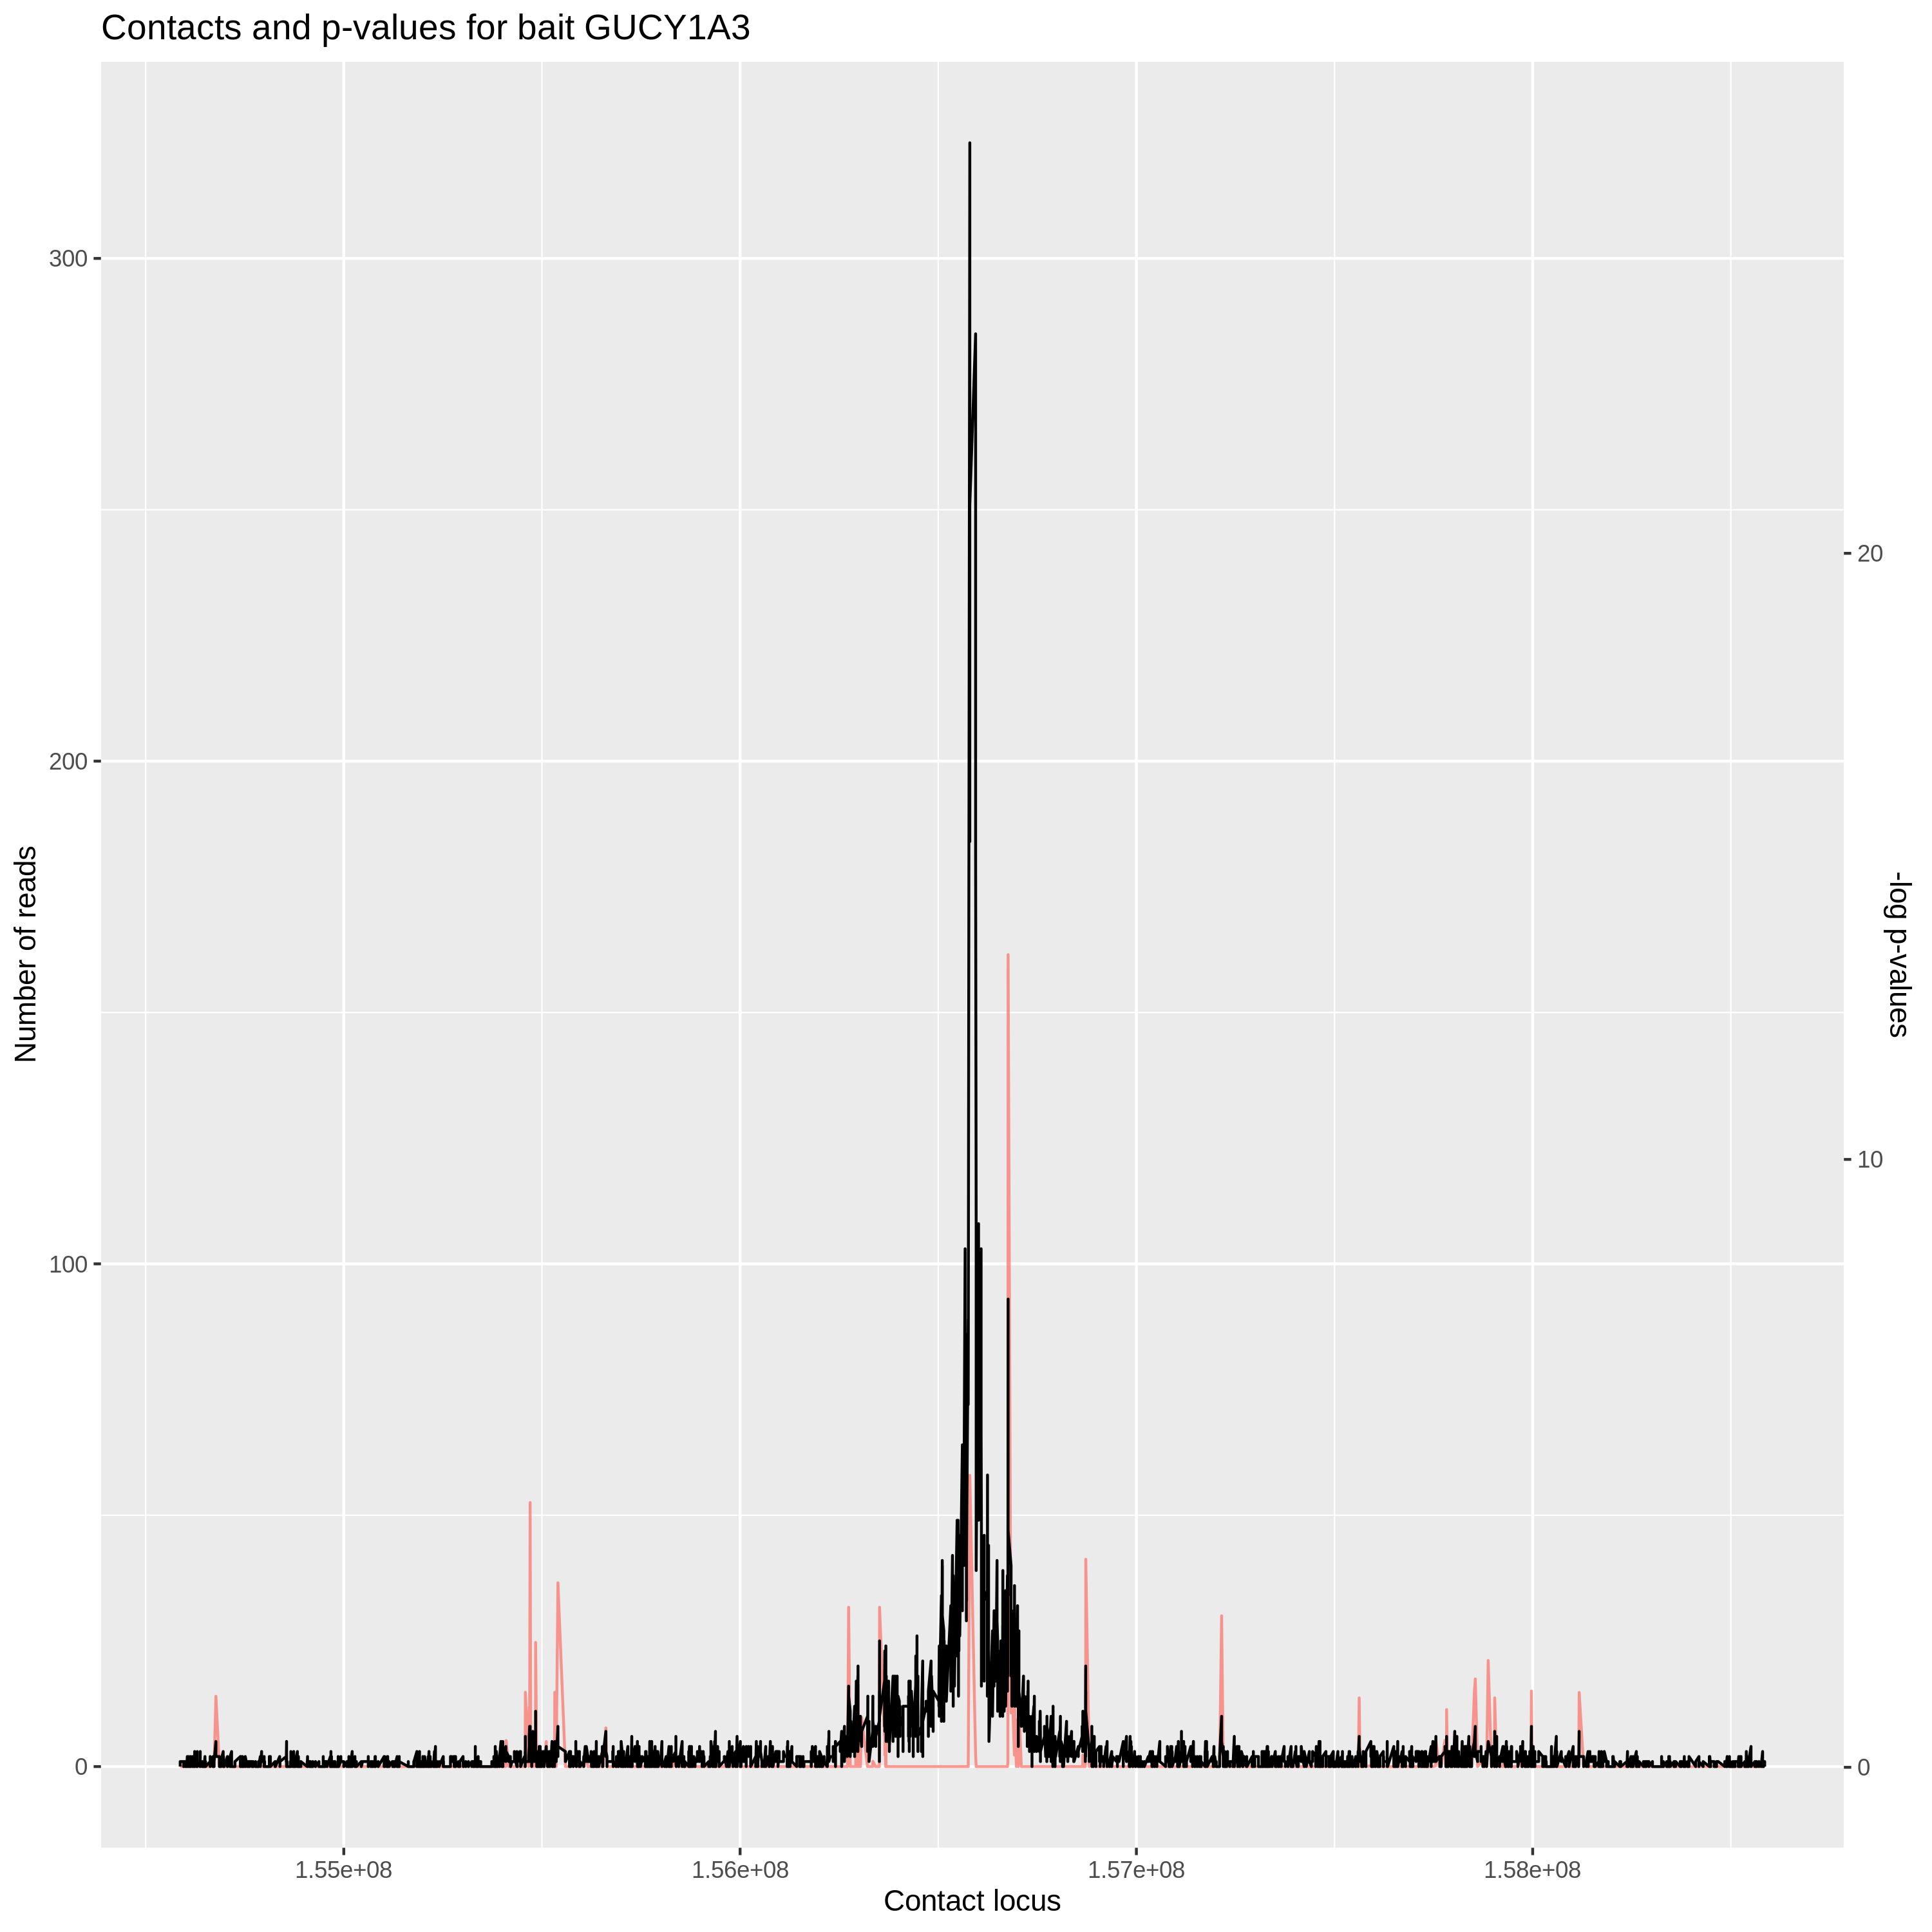 Contacts and p-values for bait GUCY1A3
300
200
100
0
Number of reads
20
10
0
-log p-values
1.55e+08
1.56e+08
1.57e+08
1.58e+08
Contact locus